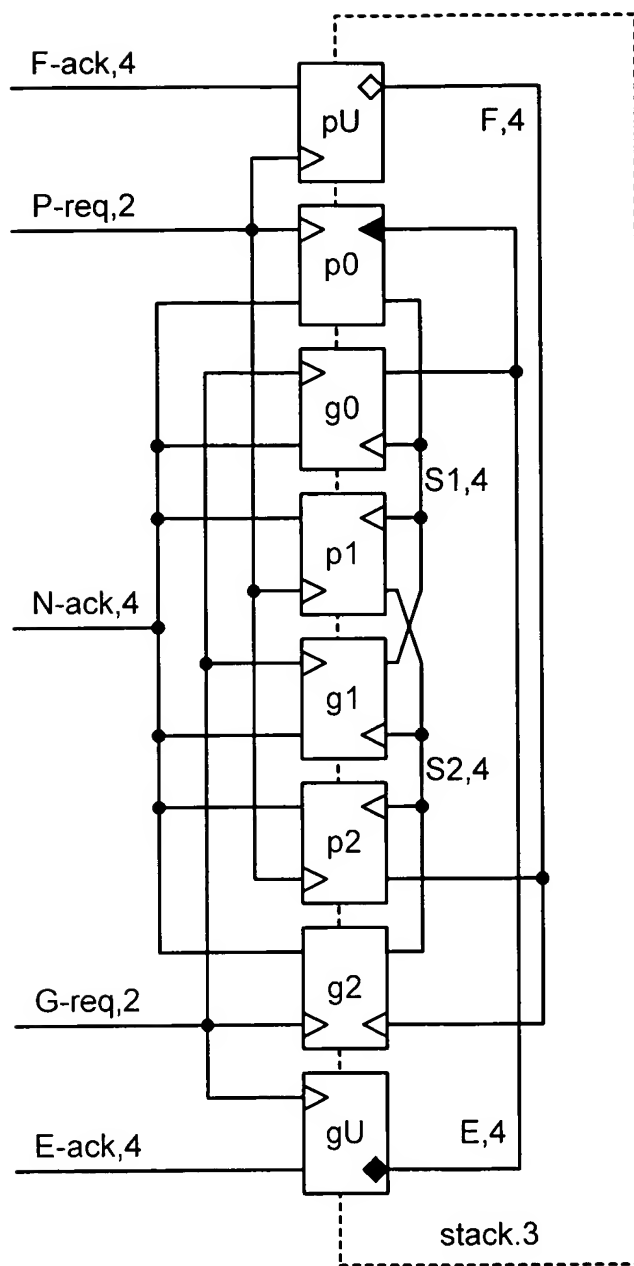 F-ack,4
pU
F,4
P-req,2
p0
g0
S1,4
p1
N-ack,4
g1
S2,4
p2
g2
G-req,2
gU
E,4
E-ack,4
stack.3